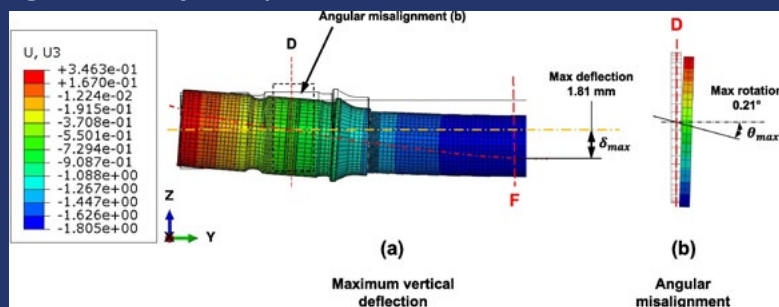 Angular misalignment (b)
U, U3
+3.463e-01
+1.670e-01
-1.224e-02
-1.915e-01
-3.708e-01
-5.501e-01
-7.294e-01
-9.087e-01
-1.088e+00
-1.267e+00
-1.447e+00
-1.626e+00
-1.805e+00
D
Max deflection
1.81 mm
δmax
F
Z
Y
(a)
Maximum vertical
deflection
D
Max rotation
0.21°
θmax
(b)
Angular
misalignment